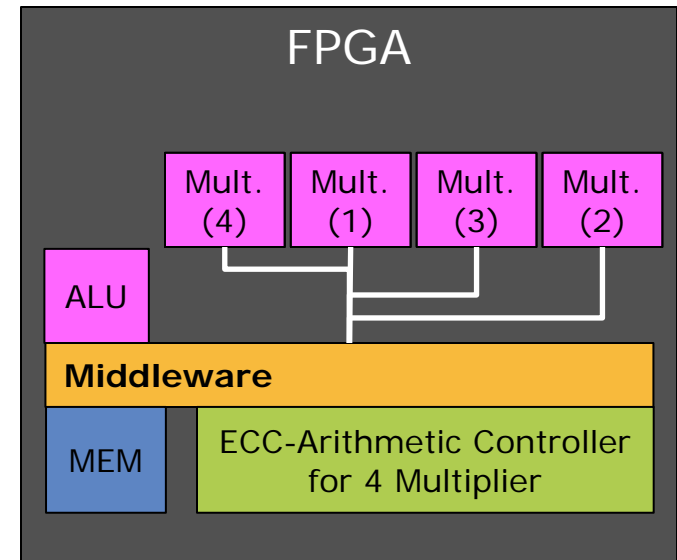 FPGA
Mult.
(4)
Mult.
(1)
Mult.
(3)
Mult.
(2)
ALU
Middleware
MEM
ECC-Arithmetic Controller
for 4 Multiplier